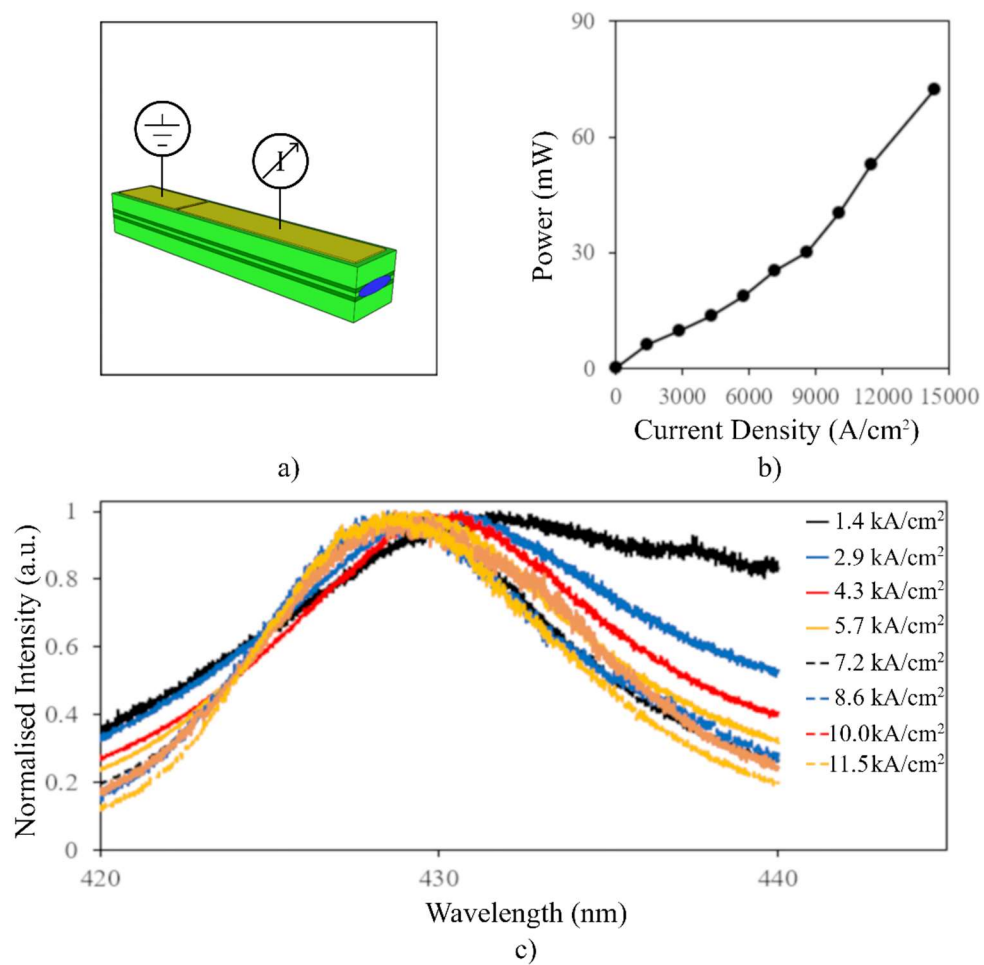 I
a)
Power (mW)
90
60
30
0
0 3000 6000 9000 12000 15000
Current Density (A/cm²)
b)
Normalised Intensity (a.u.)
1
0.8
0.6
0.4
0.2
0
420 430 440
Wavelength (nm)
1.4 kA/cm²
2.9 kA/cm²
4.3 kA/cm²
5.7 kA/cm²
7.2 kA/cm²
8.6 kA/cm²
10.0kA/cm²
11.5kA/cm²
c)